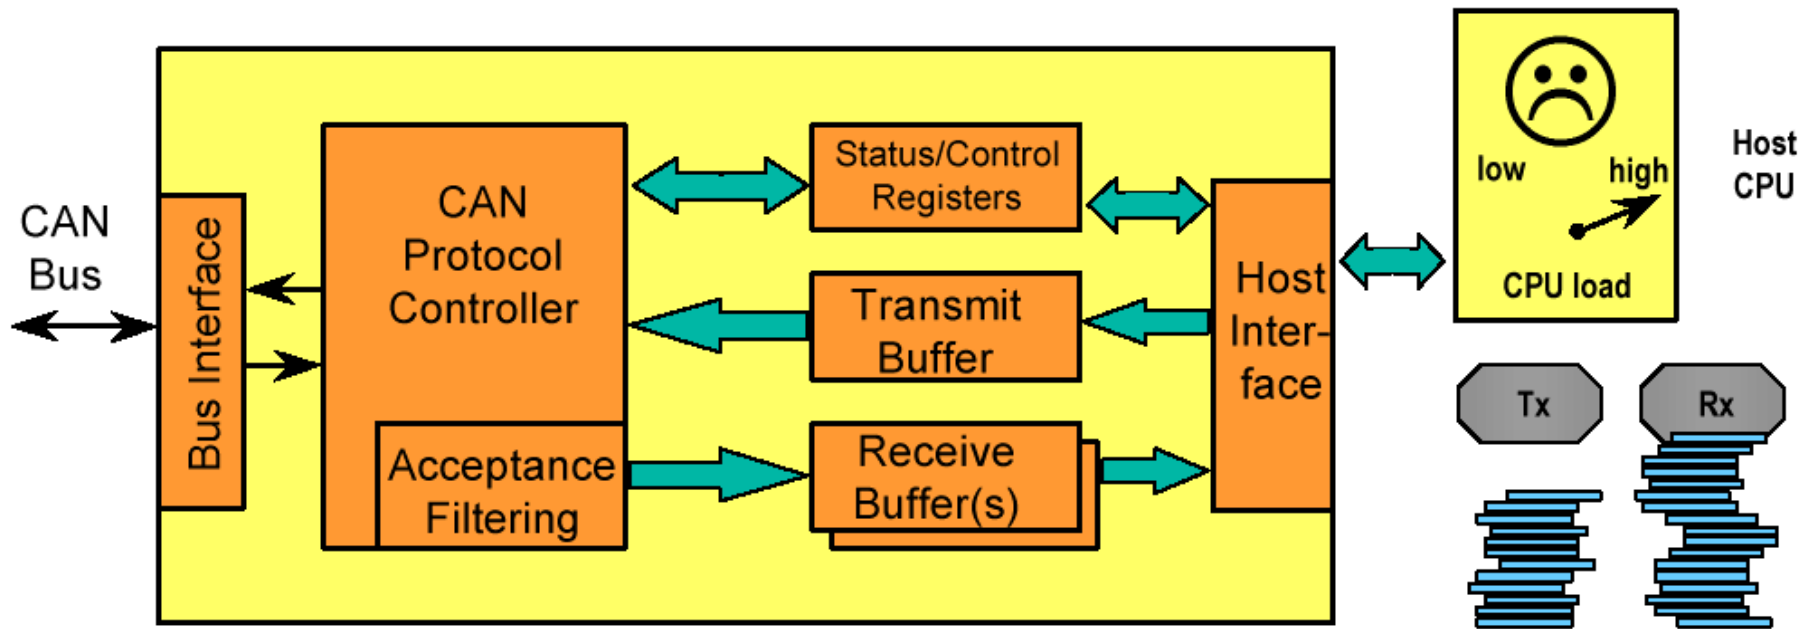 CAN
Bus
Bus Interface
CAN
Protocol
Controller
Acceptance
Filtering
Status/Control
Registers
Transmit
Buffer
Receive
Buffer(s)
Host
Inter-
face
low
high
CPU load
Host
CPU
Tx
Rx